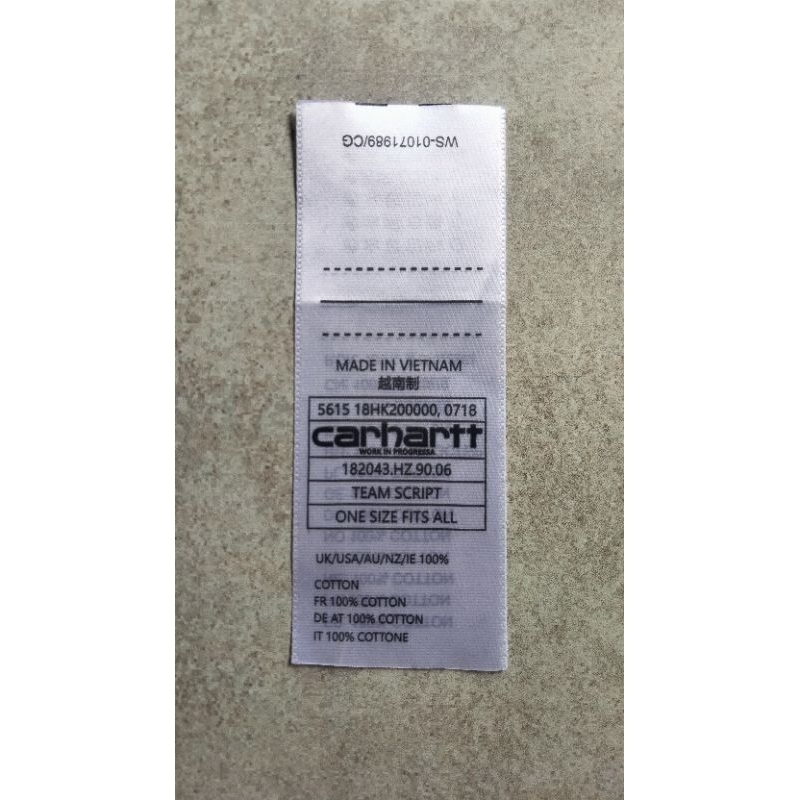 WS-01071989/CG
MADE IN VIETNAM
越南制
5615 18HK200000, 0718
carhartt
WORK IN PROGRESSA
182043.HZ.90.06
TEAM SCRIPT
ONE SIZE FITS ALL
UK/USA/AU/NZ/IE 100%
COTTON
FR 100% COTTON
DE AT 100% COTTON
IT 100% COTTONE